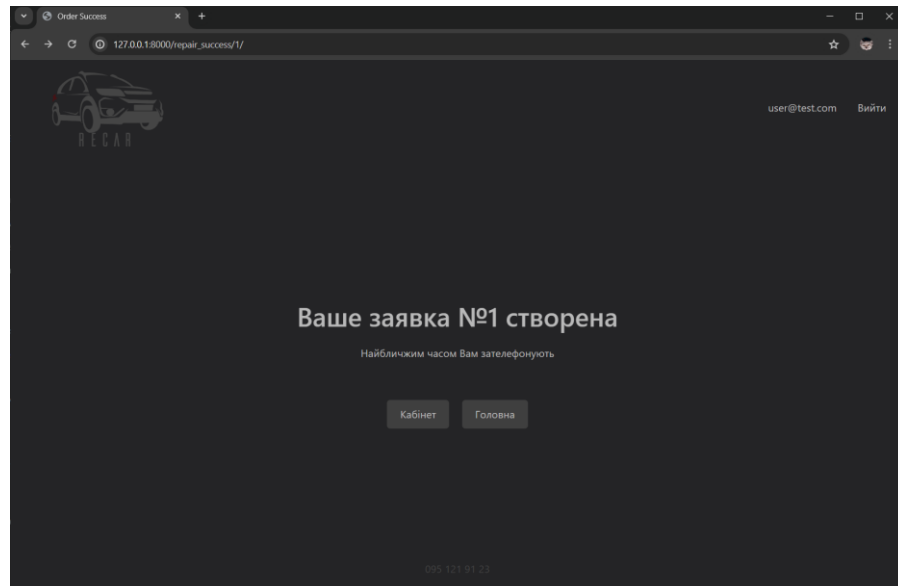 Order Success
127.0.0.1:8000/repair_success/1/
RECAR
user@test.com Вийти
Ваше заявка №1 створена
Найбличжим часом Вам зателефонують
Кабінет Головна
095 121 91 23